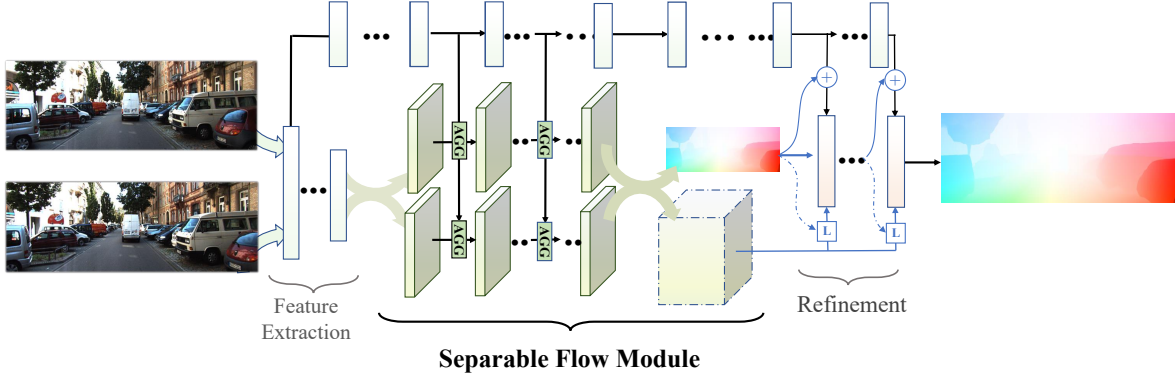 AGG
AGG
AGG
AGG
L
L
Feature
Extraction
Refinement
Separable Flow Module